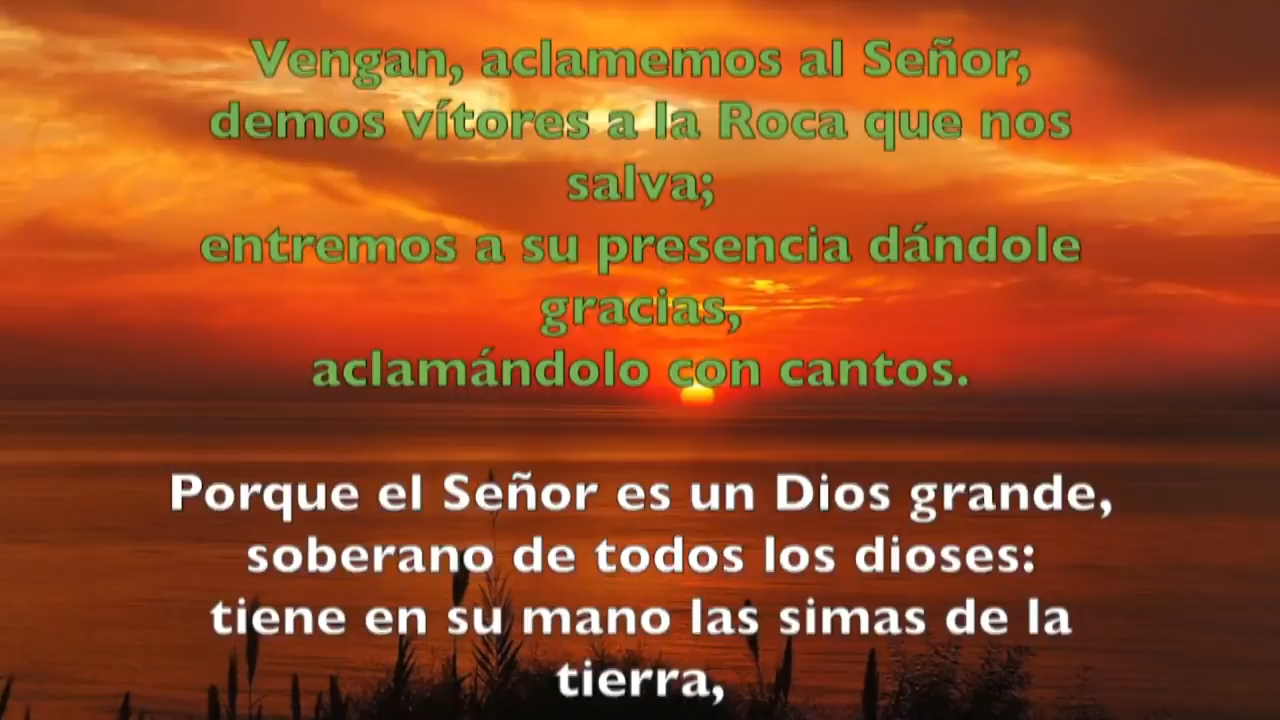 Vengan, aclamemos al Señor,
demos vítores a la Roca que nos
salva;
entremos a su presencia dándole
gracias,
aclamándolo con cantos.
Porque el Señor es un Dios grande,
soberano de todos los dioses:
tiene en su mano las simas de la
tierra,